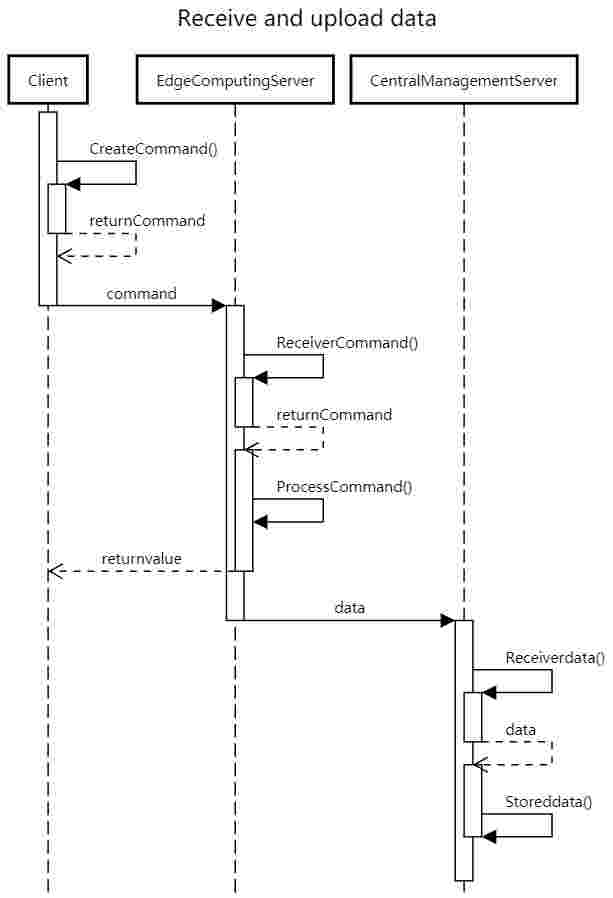 Receive and upload data
Client
EdgeComputingServer
CentralManagementServer
CreateCommand()
returnCommand
command
ReceiverCommand()
returnCommand
ProcessCommand()
returnvalue
data
Receiverdata()
data
Storeddata()